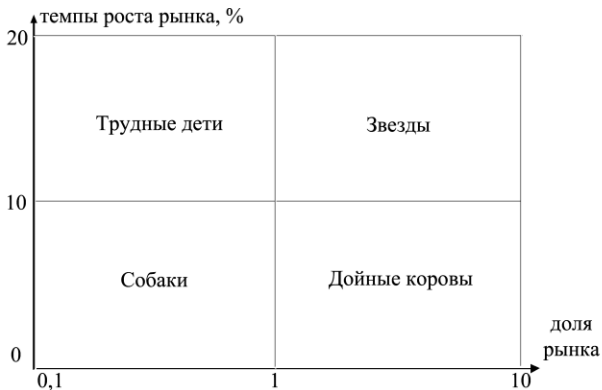 20
темпы роста рынка, %
Трудные дети
Звезды
10
Собаки
Дойные коровы
доля
рынка
0
0,1
1
10